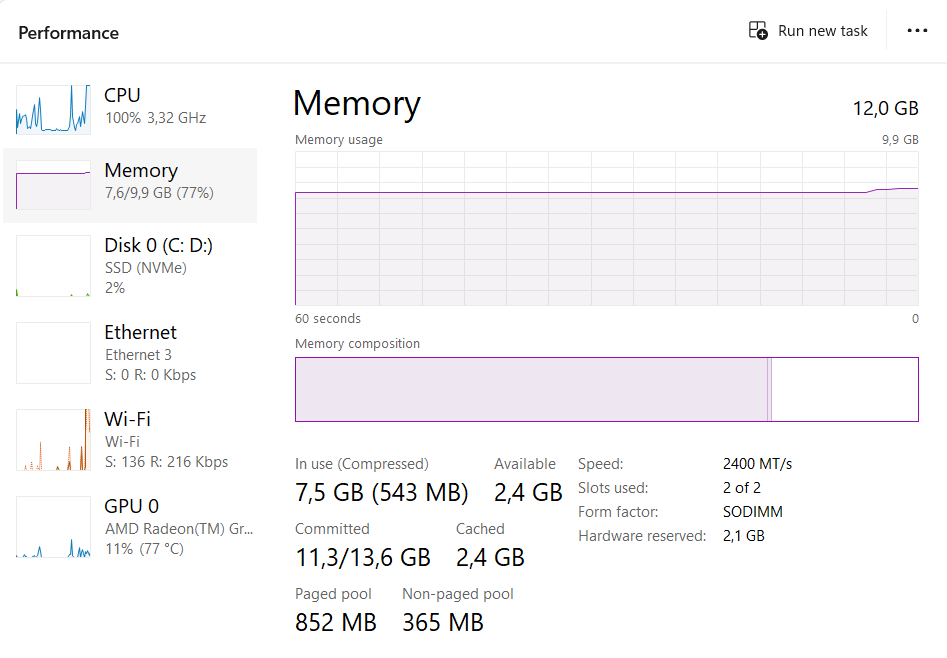 Performance
Run new task
CPU
100% 3,32 GHz
Memory
7,6/9,9 GB (77%)
Disk 0 (C: D:)
SSD (NVMe)
2%
Ethernet
Ethernet 3
S: 0 R: 0 Kbps
Wi-Fi
Wi-Fi
S: 136 R: 216 Kbps
GPU 0
AMD Radeon(TM) Gr...
11% (77 °C)
Memory
12,0 GB
Memory usage
9,9 GB
60 seconds
0
Memory composition
In use (Compressed)
7,5 GB (543 MB)
Available
2,4 GB
Committed
11,3/13,6 GB
Cached
2,4 GB
Paged pool
852 MB
Non-paged pool
365 MB
Speed: 2400 MT/s
Slots used: 2 of 2
Form factor: SODIMM
Hardware reserved: 2,1 GB